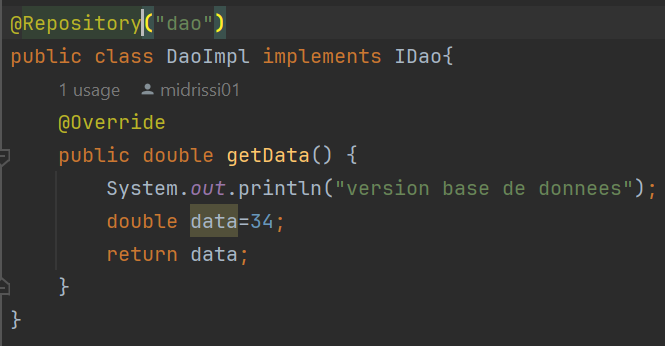 @Repository("dao")
public class DaoImpl implements IDao{
1 usage midrissi01
@Override
public double getData() {
System.out.println("version base de donnees");
double data=34;
return data;
}
}